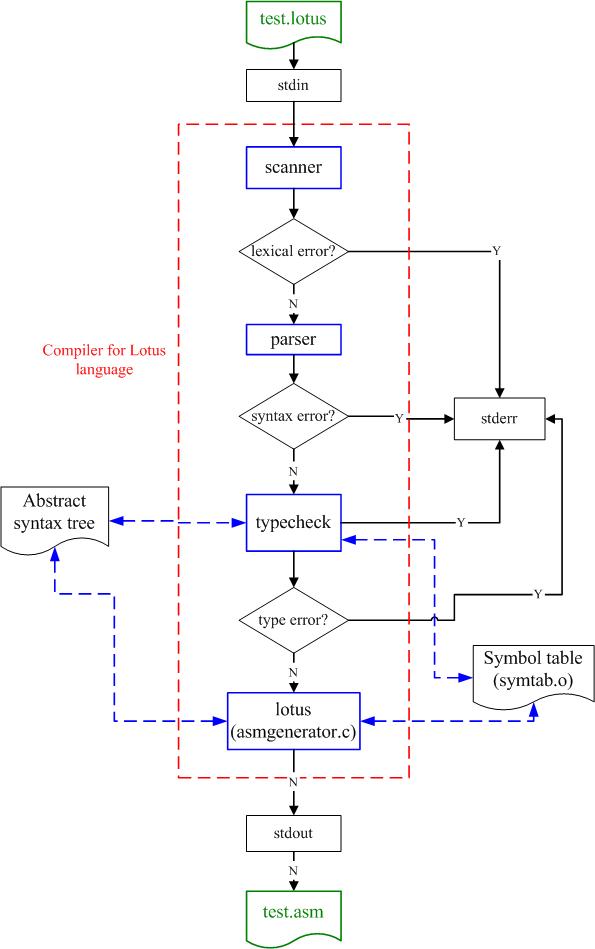 test.lotus
stdin
scanner
lexical error?
Y
N
parser
Compiler for Lotus
language
syntax error?
Y
stderr
N
Abstract
syntax tree
typecheck
Y
type error?
Y
N
Symbol table
(symtab.o)
lotus
(asmgenerator.c)
N
stdout
N
test.asm